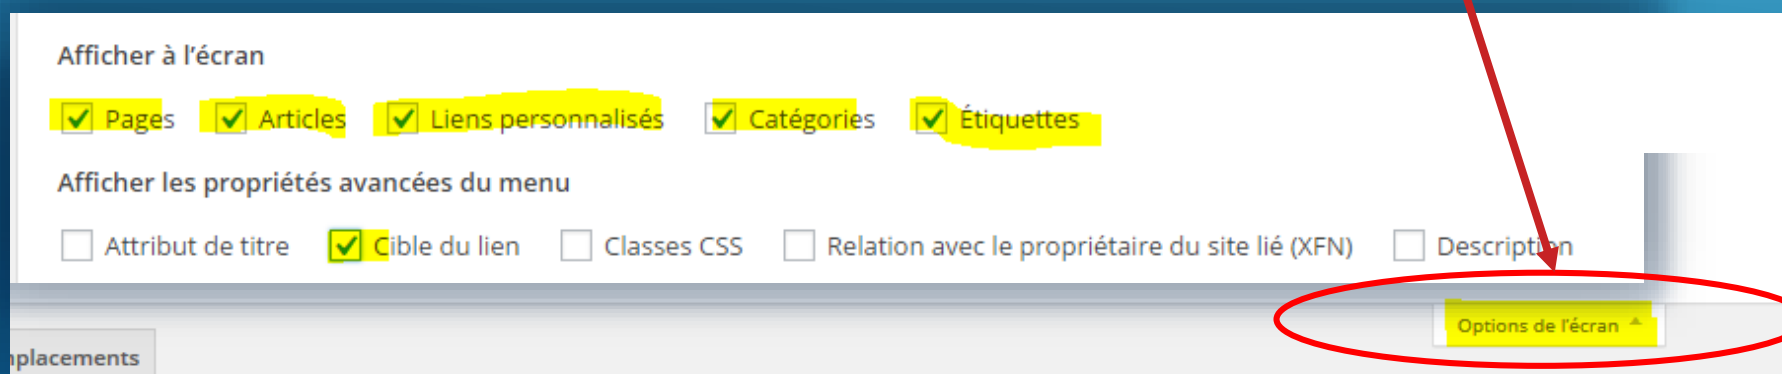 Afficher à l'écran
Pages Articles Liens personnalisés Catégories Étiquettes
Afficher les propriétés avancées du menu
Attribut de titre Cible du lien Classes CSS Relation avec le propriétaire du site lié (XFN) Description
Options de l'écran
mplacements